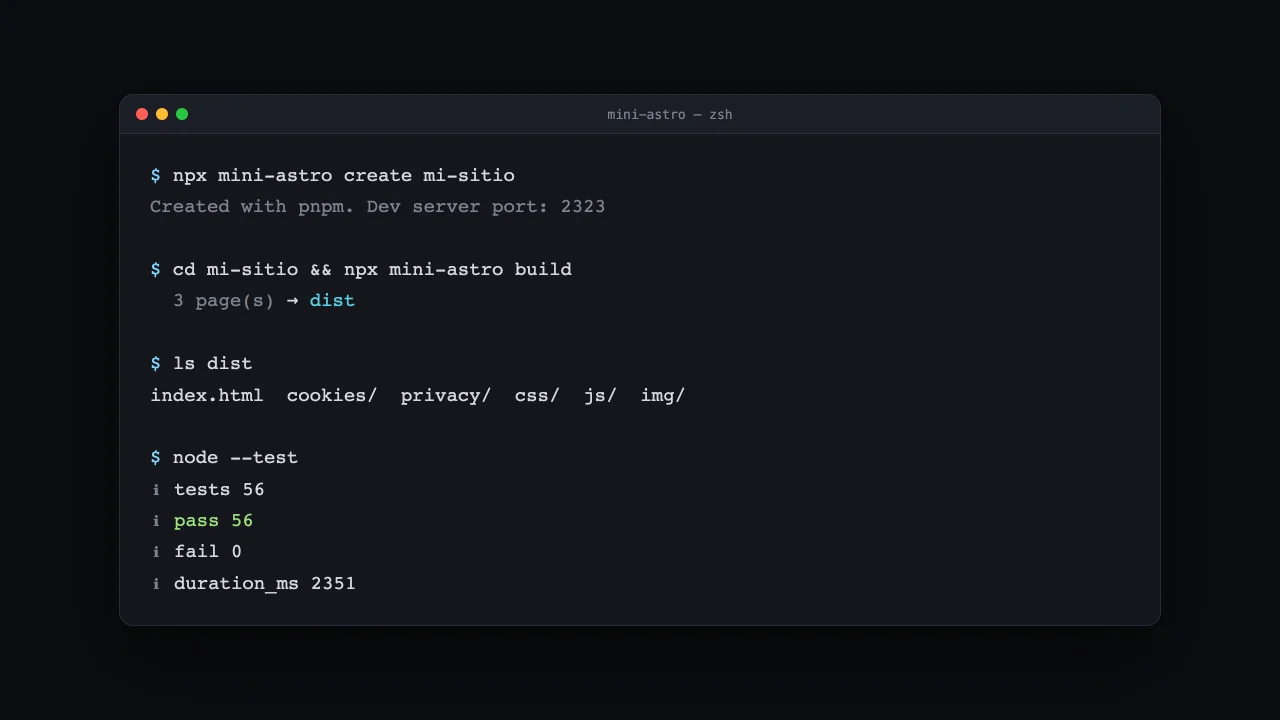 mini-astro — zsh
$ npx mini-astro create mi-sitio
Created with pnpm. Dev server port: 2323
$ cd mi-sitio && npx mini-astro build
3 page(s) → dist
$ ls dist
index.html  cookies/  privacy/  css/  js/  img/
$ node --test
ℹ tests 56
ℹ pass 56
ℹ fail 0
ℹ duration_ms 2351